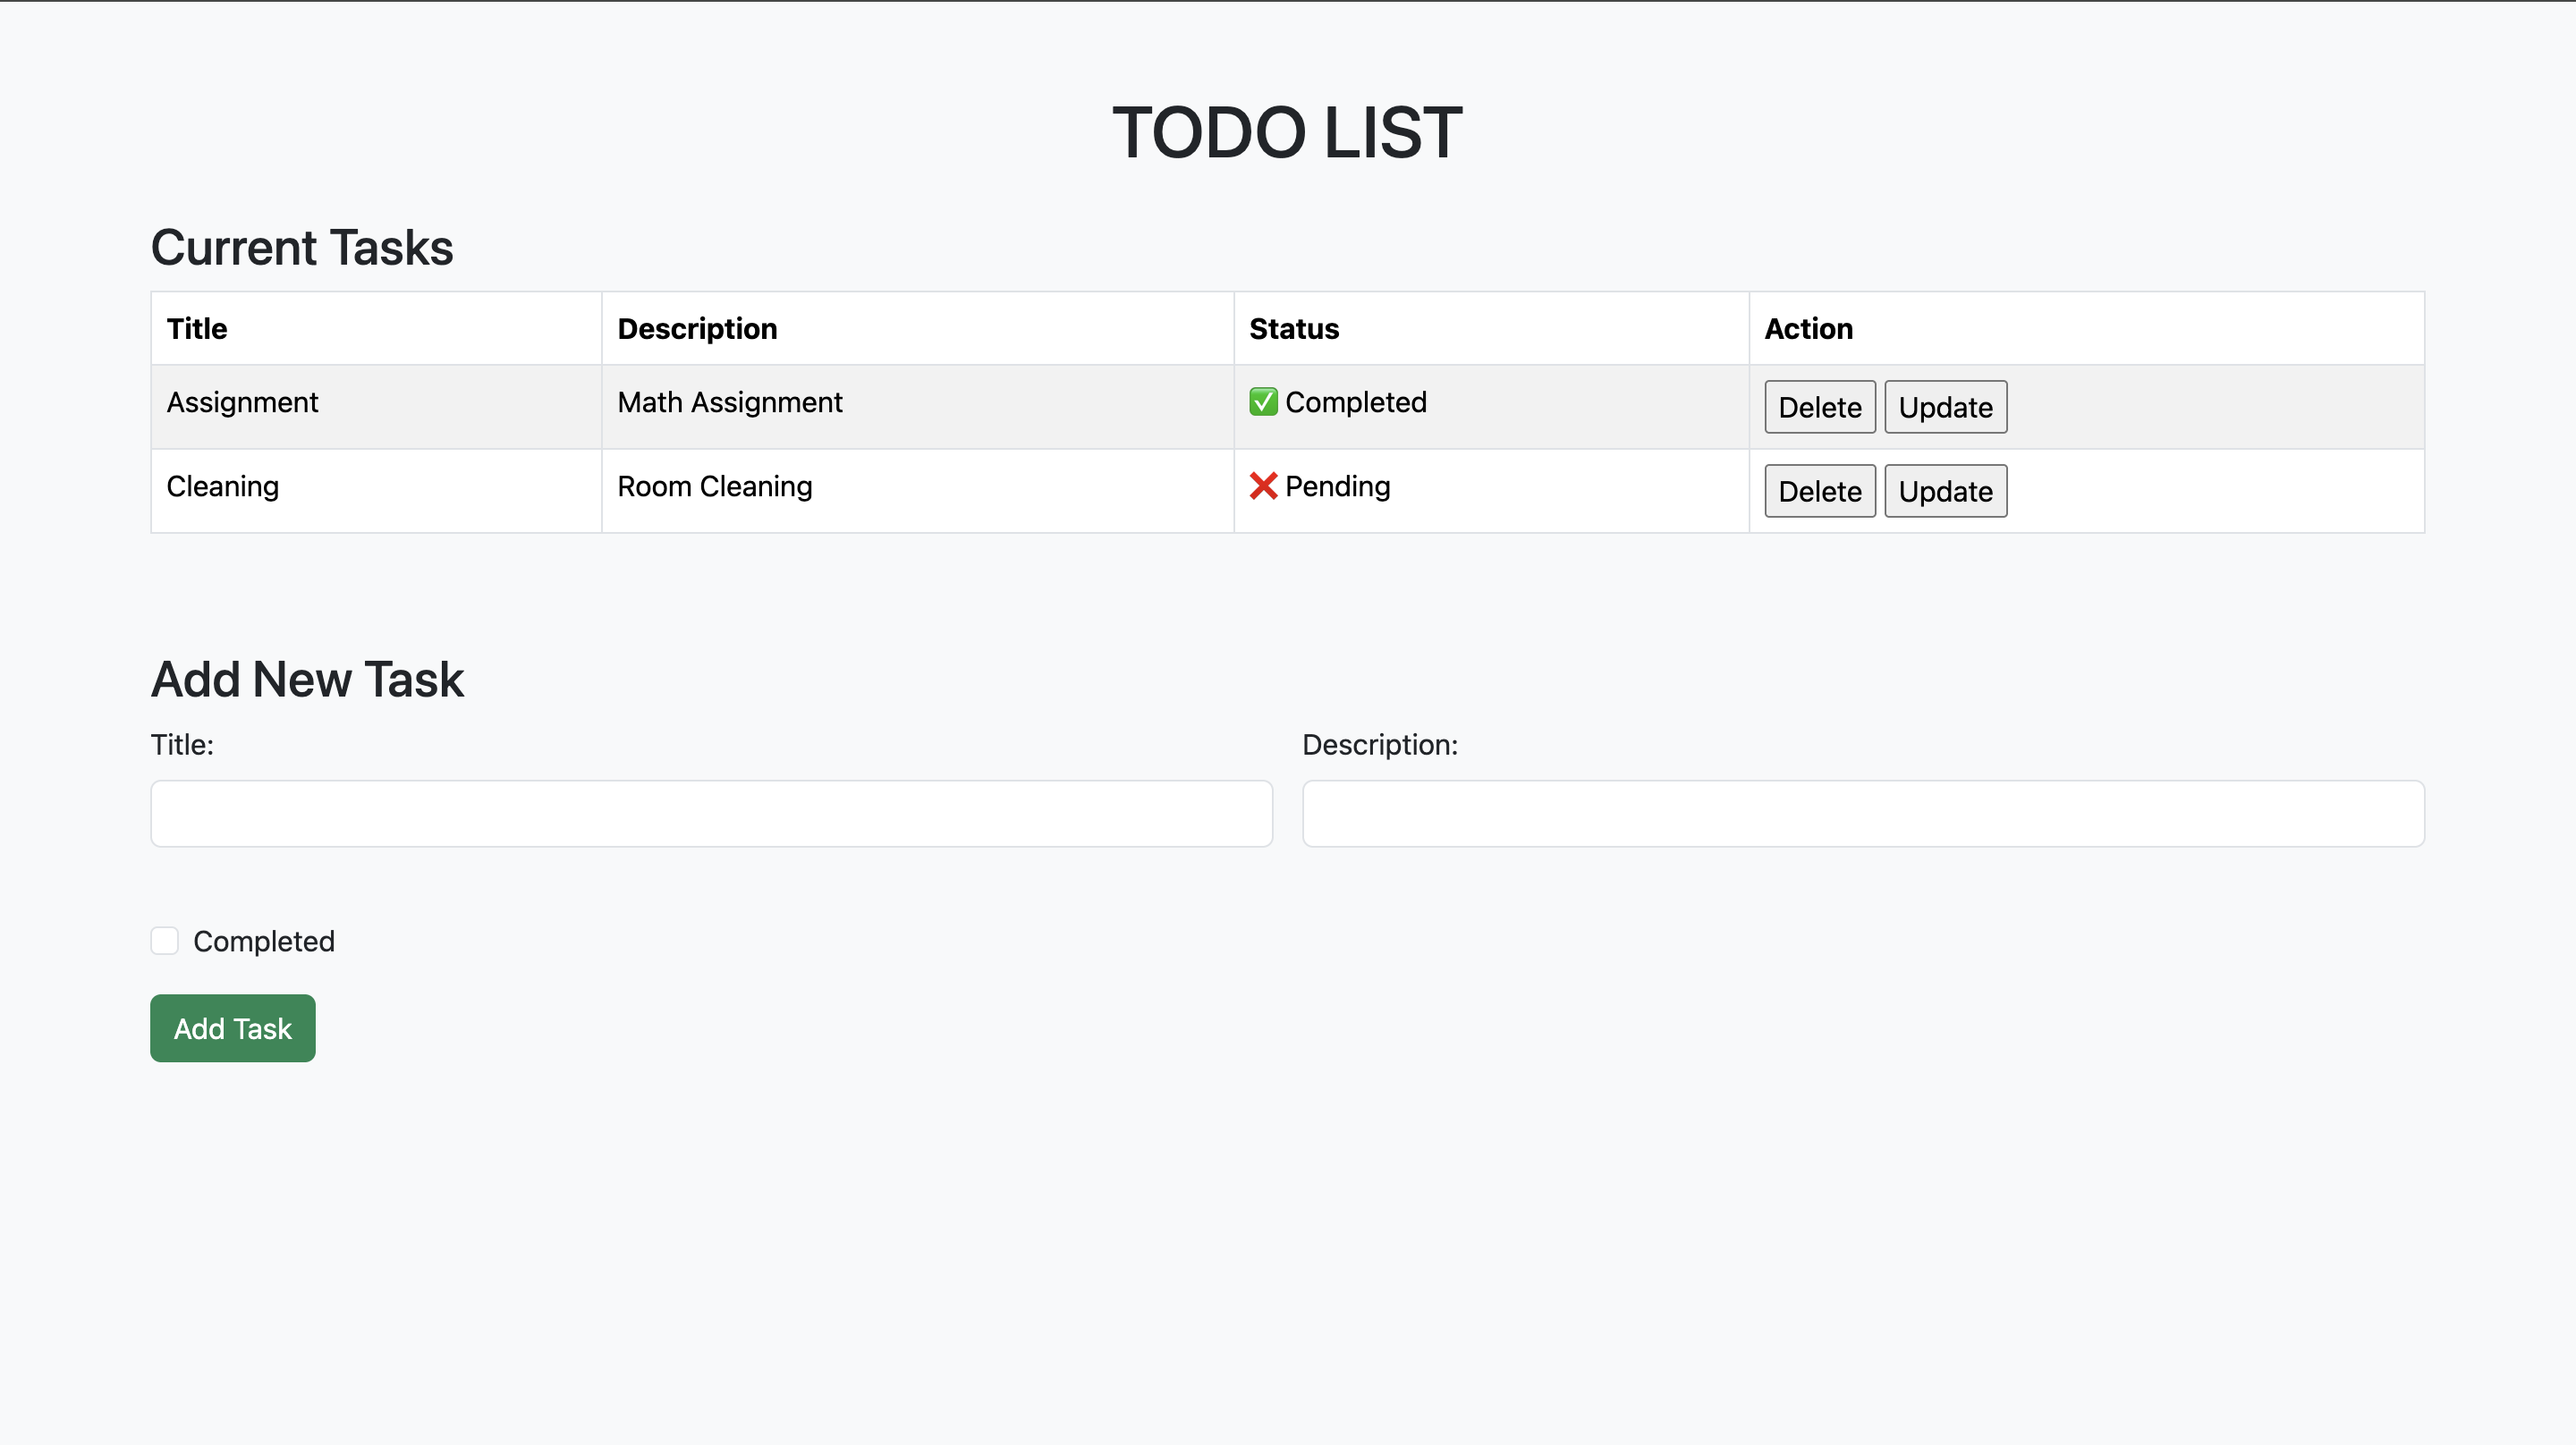 TODO LIST
Current Tasks
Title Description Status Action
Assignment Math Assignment ✅ Completed Delete Update
Cleaning Room Cleaning ❌ Pending Delete Update
Add New Task
Title: Description:
Completed
Add Task